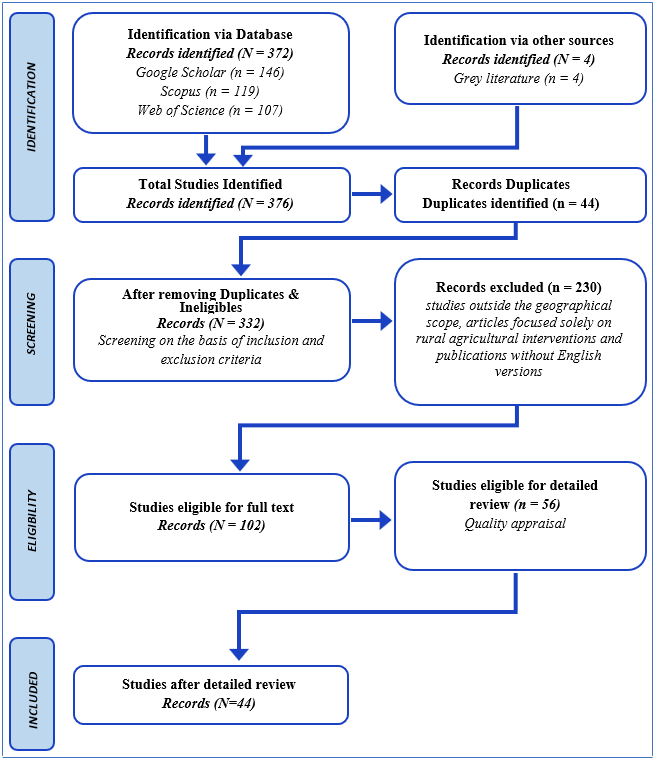 IDENTIFICATION
Identification via Database
Records identified (N = 372)
Google Scholar (n = 146)
Scopus (n = 119)
Web of Science (n = 107)
Identification via other sources
Records identified (N = 4)
Grey literature (n = 4)
Total Studies Identified
Records identified (N = 376)
Records Duplicates
Duplicates identified (n = 44)
SCREENING
After removing Duplicates &
Ineligibles
Records (N = 332)
Screening on the basis of inclusion and
exclusion criteria
Records excluded (n = 230)
studies outside the geographical
scope, articles focused solely on
rural agricultural interventions and
publications without English
versions
ELIGIBILITY
Studies eligible for full text
Records (N = 102)
Studies eligible for detailed
review (n = 56)
Quality appraisal
INCLUDED
Studies after detailed review
Records (N=44)